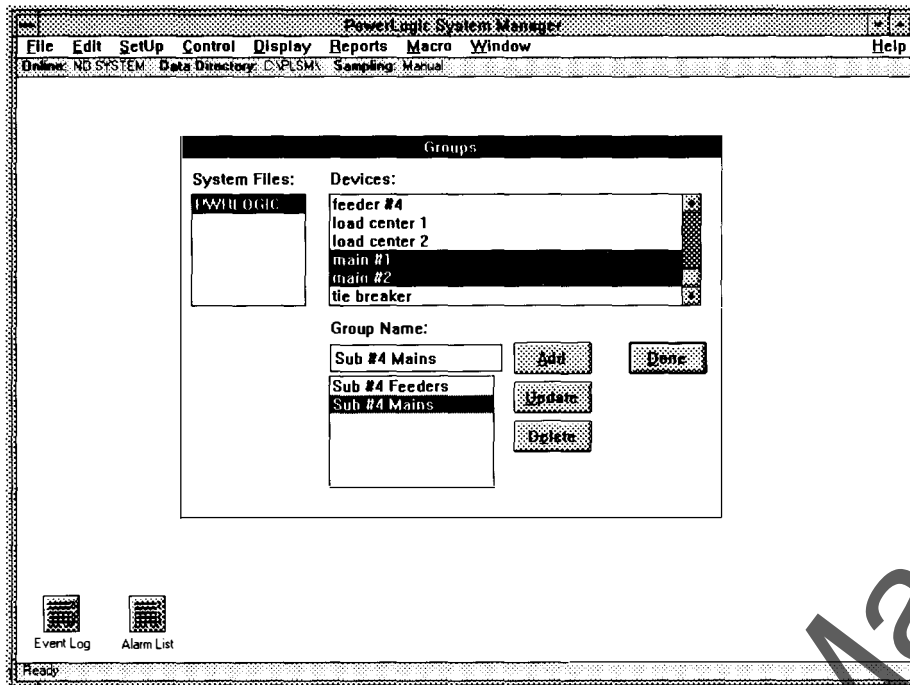 PowerLogic System Manager
File Edit SetUp Control Display Reports Macro Window Help
Online: NO SYSTEM Data Directory: C:\PLSM\ Sampling: Manual
Groups
System Files:
PWRLOGIC
Devices:
feeder #4
load center 1
load center 2
main #1
main #2
tie breaker
Group Name:
Sub #4 Mains
Add
Done
Sub #4 Feeders
Sub #4 Mains
Update
Delete
Event Log
Alarm List
Ready
Ma